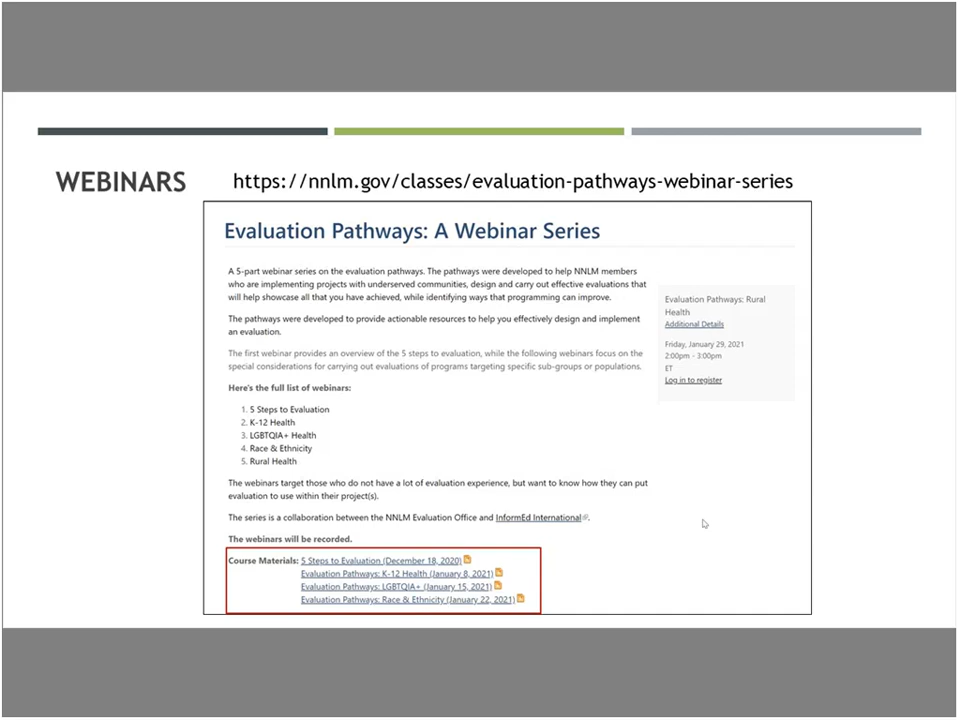 WEBINARS https://nnlm.gov/classes/evaluation-pathways-webinar-series
Evaluation Pathways: A Webinar Series
A 5-part webinar series on the evaluation pathways. The pathways were developed to help NNLM members
who are implementing projects with underserved communities, design and carry out effective evaluations that
will help showcase all that you have achieved, while identifying ways that programming can improve.
The pathways were developed to provide actionable resources to help you effectively design and implement
an evaluation.
The first webinar provides an overview of the 5 steps to evaluation, while the following webinars focus on the
special considerations for carrying out evaluations of programs targeting specific sub-groups or populations.
Here's the full list of webinars:
1. 5 Steps to Evaluation
2. K-12 Health
3. LGBTQIA+ Health
4. Race & Ethnicity
5. Rural Health
The webinars target those who do not have a lot of evaluation experience, but want to know how they can put
evaluation to use within their project(s).
The series is a collaboration between the NNLM Evaluation Office and InformEd International.
The webinars will be recorded.
Course Materials: 5 Steps to Evaluation (December 18, 2020)
Evaluation Pathways: K-12 Health (January 8, 2021)
Evaluation Pathways: LGBTQIA+ (January 15, 2021)
Evaluation Pathways: Race & Ethnicity (January 22, 2021)
Evaluation Pathways: Rural
Health
Additional Details
Friday, January 29, 2021
2:00pm - 3:00pm
ET
Log in to register